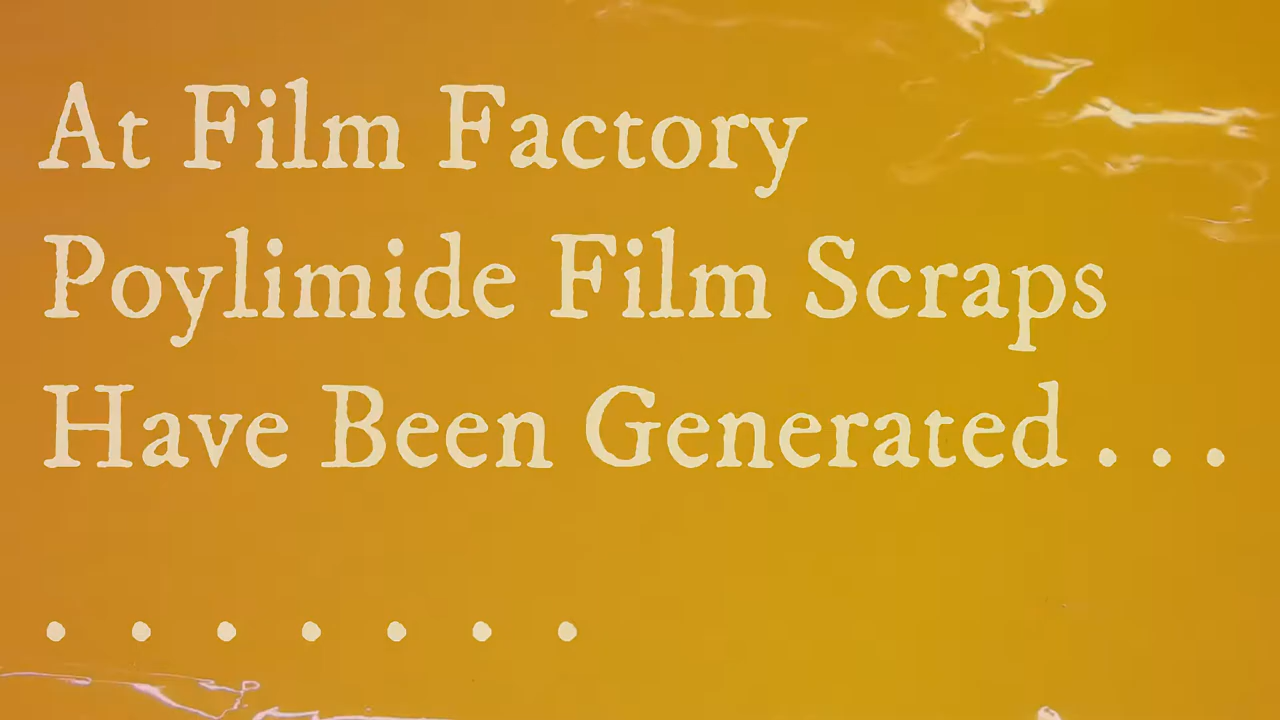 At Film Factory
Poylimide Film Scraps
Have Been Generated . . .
. . . . . . .